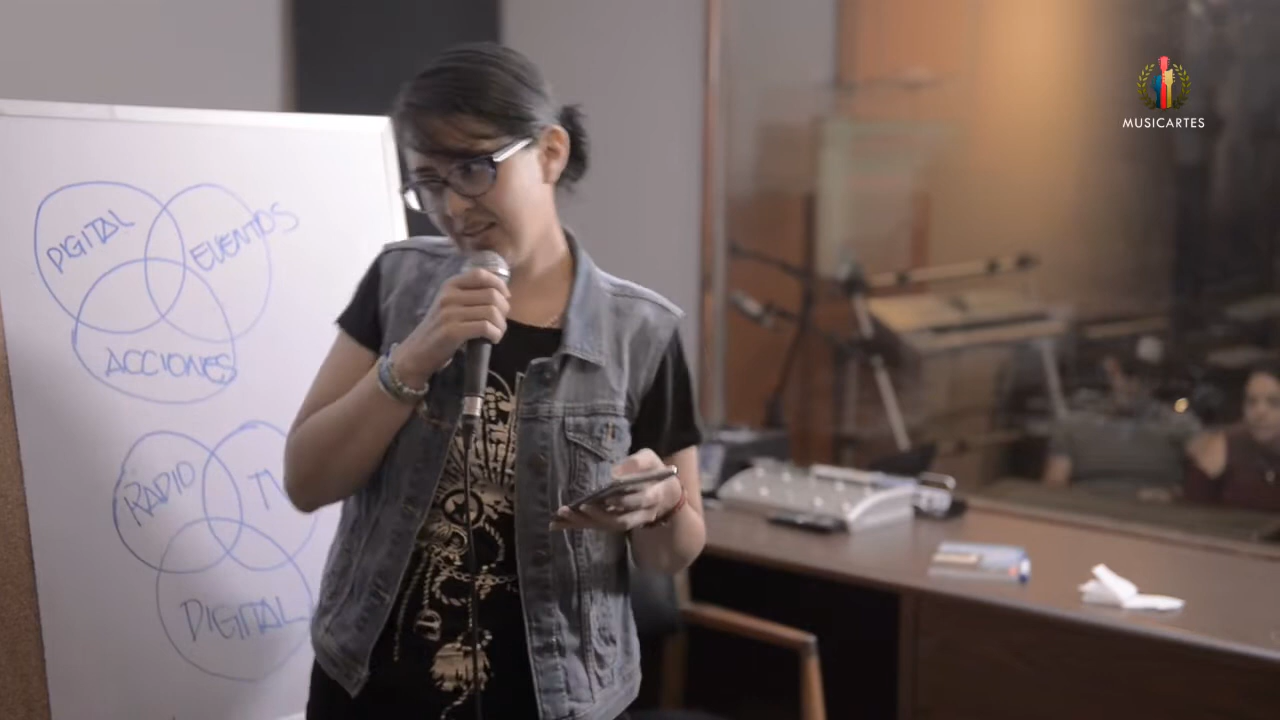 MUSICARTES
DIGITAL
EVENTOS
ACCIONES
RADIO
TV
DIGITAL